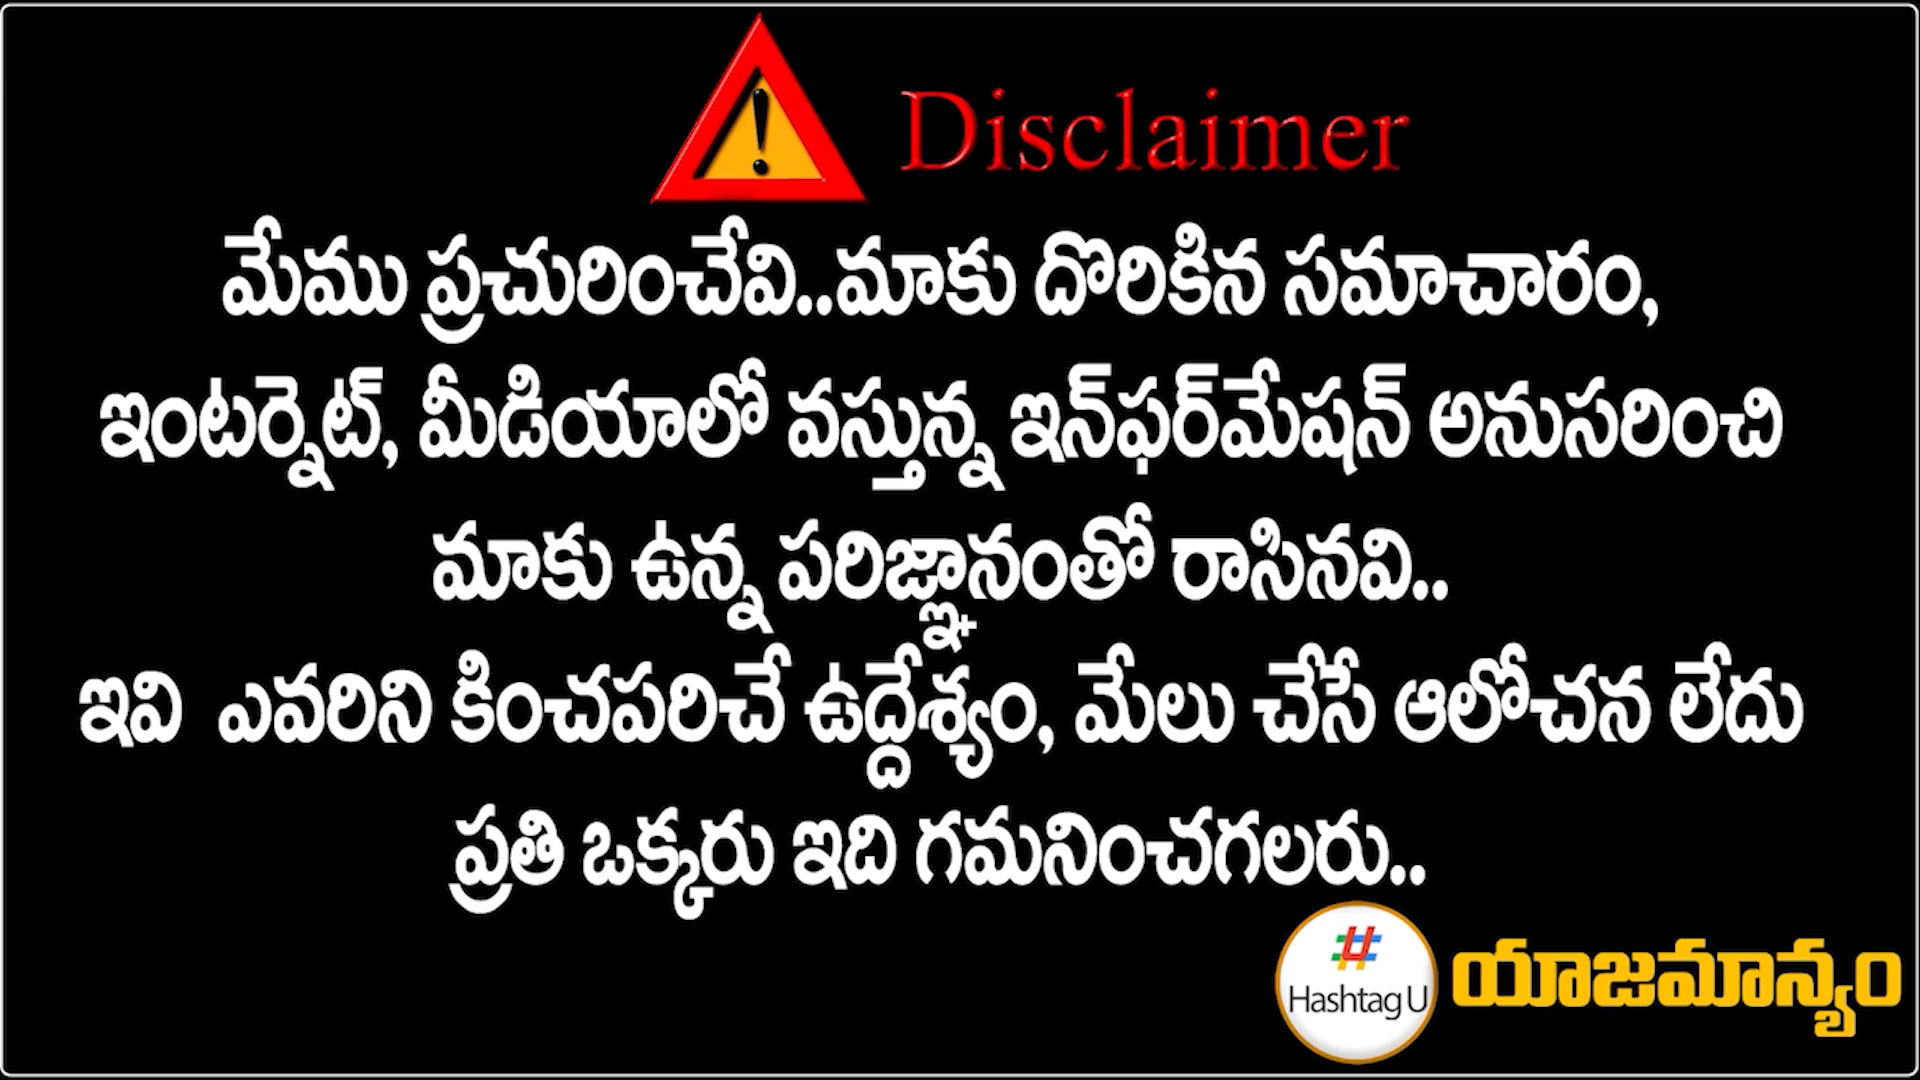 Disclaimer
మేము ప్రచురించేవి..మాకు దొరికిన సమాచారం,
ఇంటర్నెట్, మీడియాలో వస్తున్న ఇన్‌ఫర్‌మేషన్ అనుసరించి
మాకు ఉన్న పరిజ్ఞానంతో రాసినవి..
ఇవి ఎవరిని కించపరిచే ఉద్దేశ్యం, మేలు చేసే ఆలోచన లేదు
ప్రతి ఒక్కరు ఇది గమనించగలరు..
#
Hashtag U యాజమాన్యం